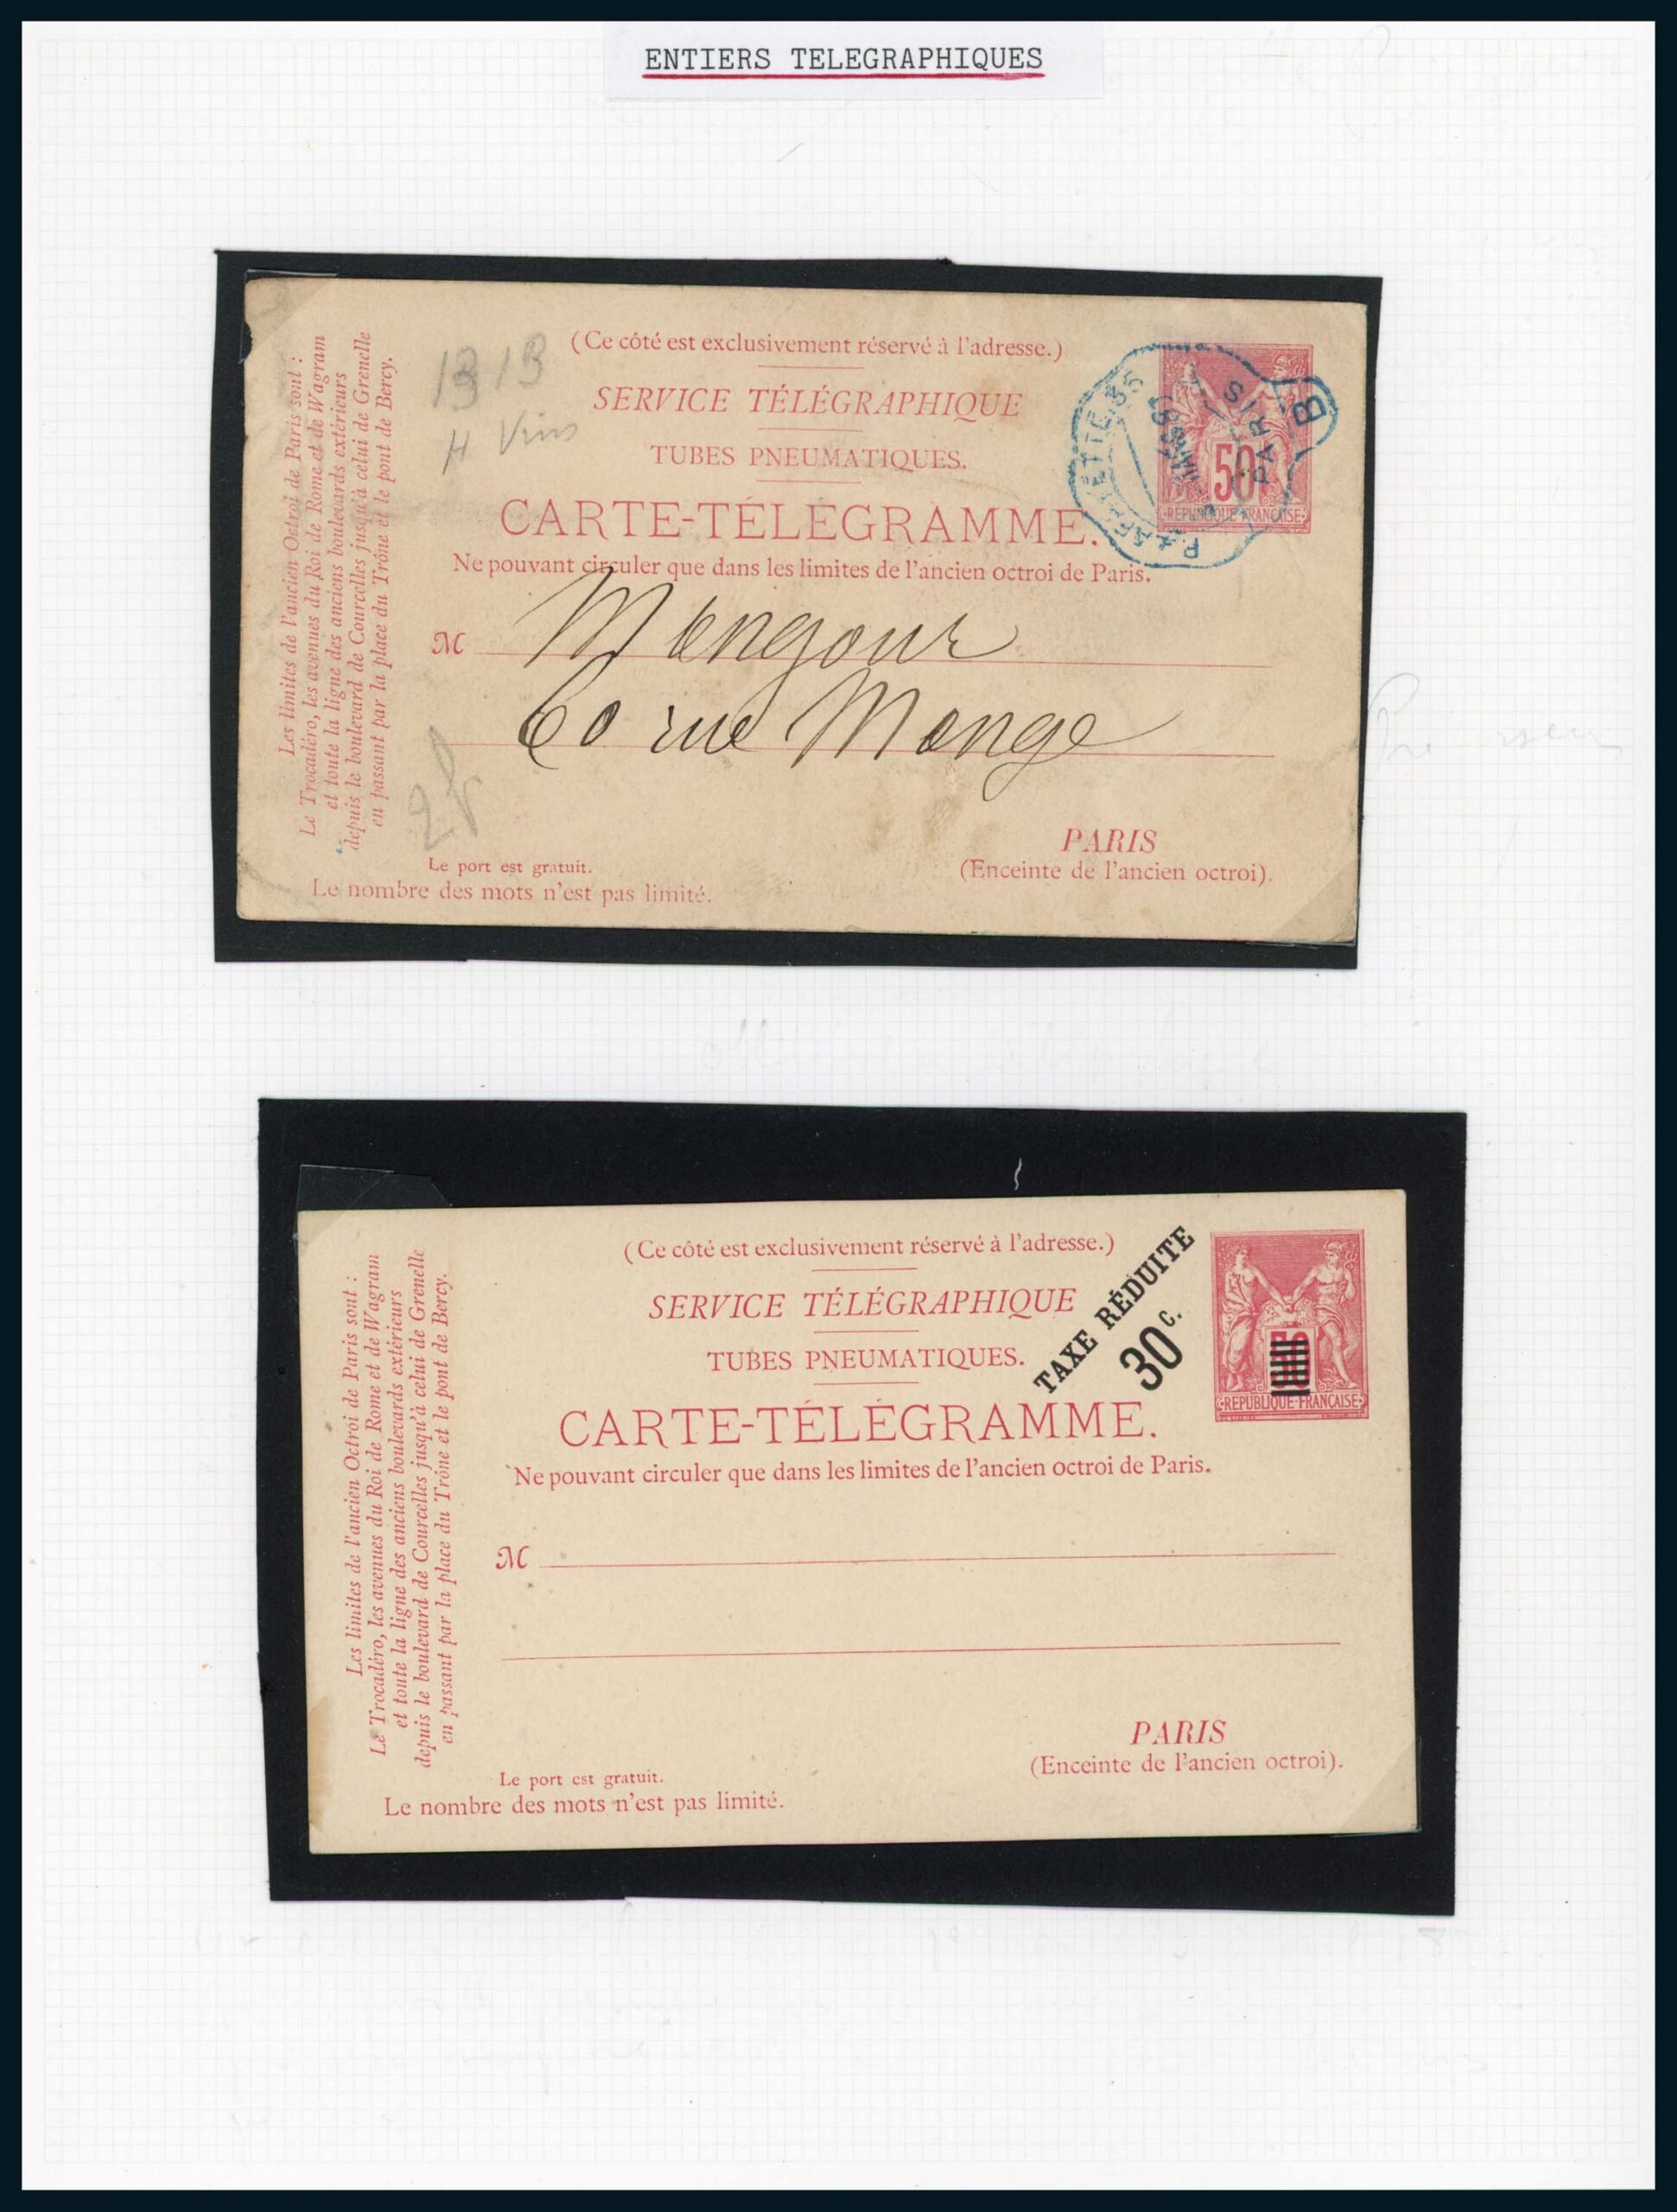 ENTIERS TELEGRAPHIQUES
(Ce côté est exclusivement réservé à l'adresse.)
SERVICE TÉLÉGRAPHIQUE
TUBES PNEUMATIQUES.
CARTE-TÉLÉGRAMME.
Ne pouvant circuler que dans les limites de l'ancien octroi de Paris.
Les limites de l'ancien Octroi de Paris sont :
Le Trocadéro, les avenues du Roi de Rome et de Wagram
et toute la ligne des anciens boulevards extérieurs
depuis le boulevard de Courcelles jusqu'à celui de Grenelle
en passant par la place du Trône et le pont de Bercy.
50
REPUBLIQUE FRANCAISE
PARIS
B
M Mengour
60 rue Monge
PARIS
(Enceinte de l'ancien octroi).
Le port est gratuit.
Le nombre des mots n'est pas limité.
(Ce côté est exclusivement réservé à l'adresse.)
SERVICE TÉLÉGRAPHIQUE
TUBES PNEUMATIQUES.
CARTE-TÉLÉGRAMME.
Ne pouvant circuler que dans les limites de l'ancien octroi de Paris.
TAXE RÉDUITE
30 c.
50
REPUBLIQUE FRANCAISE
Les limites de l'ancien Octroi de Paris sont :
Le Trocadéro, les avenues du Roi de Rome et de Wagram
et toute la ligne des anciens boulevards extérieurs
depuis le boulevard de Courcelles jusqu'à celui de Grenelle
en passant par la place du Trône et le pont de Bercy.
M
PARIS
(Enceinte de l'ancien octroi).
Le port est gratuit.
Le nombre des mots n'est pas limité.